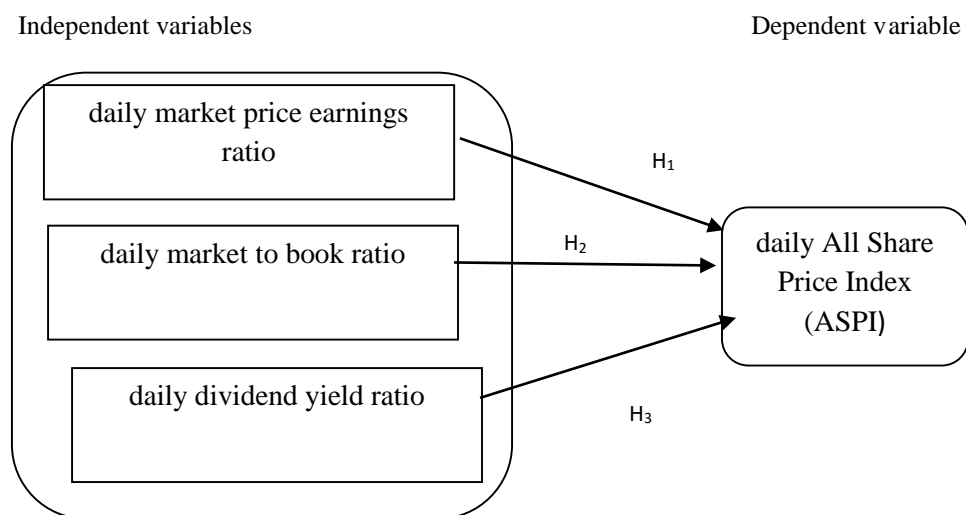 Independent variables
Dependent variable
daily market price earnings
ratio
H1
daily market to book ratio
H2
daily All Share
Price Index
(ASPI)
daily dividend yield ratio
H3